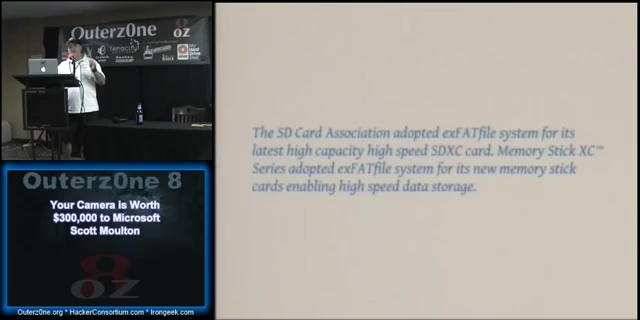 Outerz0ne
8
OZ
tenacity
The SD Card Association adopted exFATfile system for its
latest high capacity high speed SDXC card. Memory Stick XC™
Series adopted exFATfile system for its new memory stick
cards enabling high speed data storage.
Outerz0ne 8
Your Camera is Worth
$300,000 to Microsoft
Scott Moulton
8
OZ
Outerz0ne.org * HackerConsortium.com * Irongeek.com